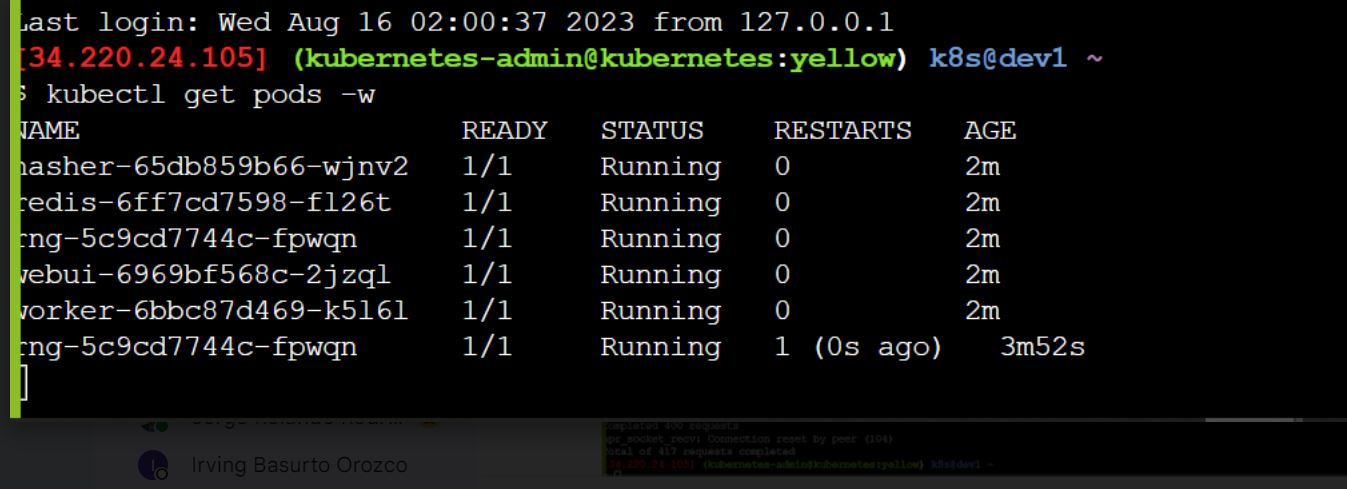 Last login: Wed Aug 16 02:00:37 2023 from 127.0.0.1
[34.220.24.105] (kubernetes-admin@kubernetes:yellow) k8s@dev1 ~
$ kubectl get pods -w
NAME READY STATUS RESTARTS AGE
hasher-65db859b66-wjnv2 1/1 Running 0 2m
redis-6ff7cd7598-fl26t 1/1 Running 0 2m
rng-5c9cd7744c-fpwqn 1/1 Running 0 2m
webui-6969bf568c-2jzql 1/1 Running 0 2m
worker-6bbc87d469-k5l6l 1/1 Running 0 2m
rng-5c9cd7744c-fpwqn 1/1 Running 1 (0s ago) 3m52s
Completed 400 requests
apr_socket_recv: Connection reset by peer (104)
Total of 417 requests completed
[34.220.24.105] (kubernetes-admin@kubernetes:yellow) k8s@dev1 ~
I Irving Basurto Orozco